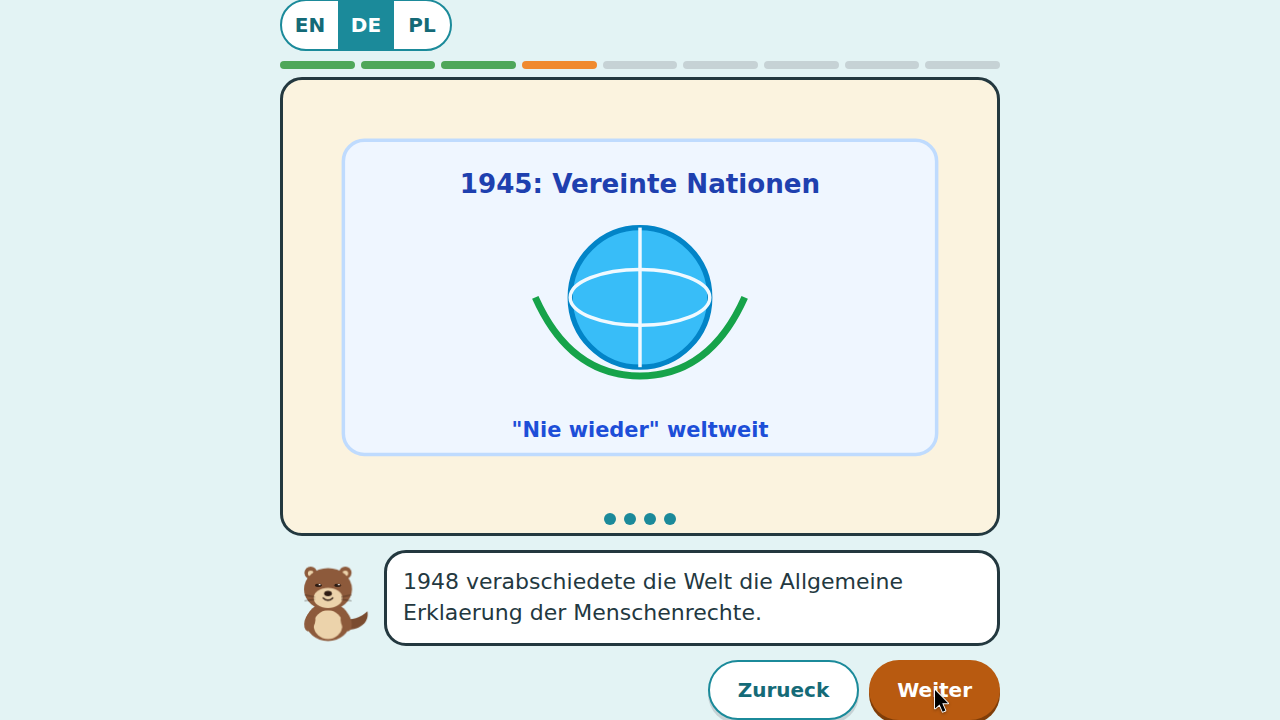 EN DE PL
1945: Vereinte Nationen
"Nie wieder" weltweit
1948 verabschiedete die Welt die Allgemeine
Erklaerung der Menschenrechte.
Zurueck Weiter